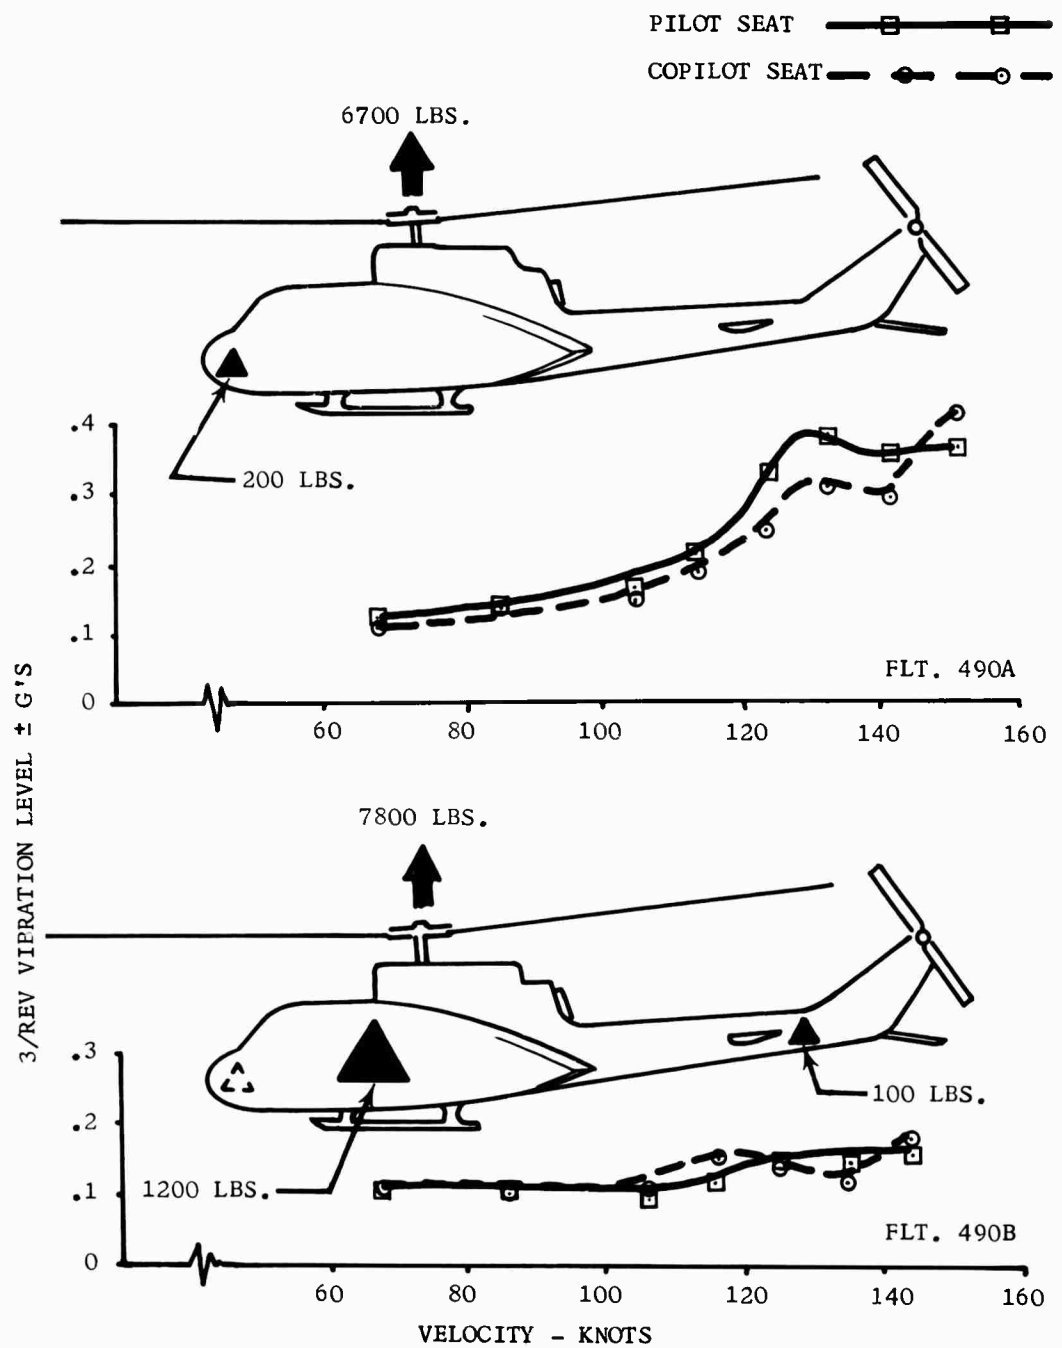 PILOT SEAT
COPILOT SEAT
6700 LBS.
200 LBS.
.4
.3
.2
.1
0
FLT. 490A
60 80 100 120 140 160
3/REV VIBRATION LEVEL ± G'S
7800 LBS.
100 LBS.
1200 LBS.
.3
.2
.1
0
FLT. 490B
60 80 100 120 140 160
VELOCITY - KNOTS